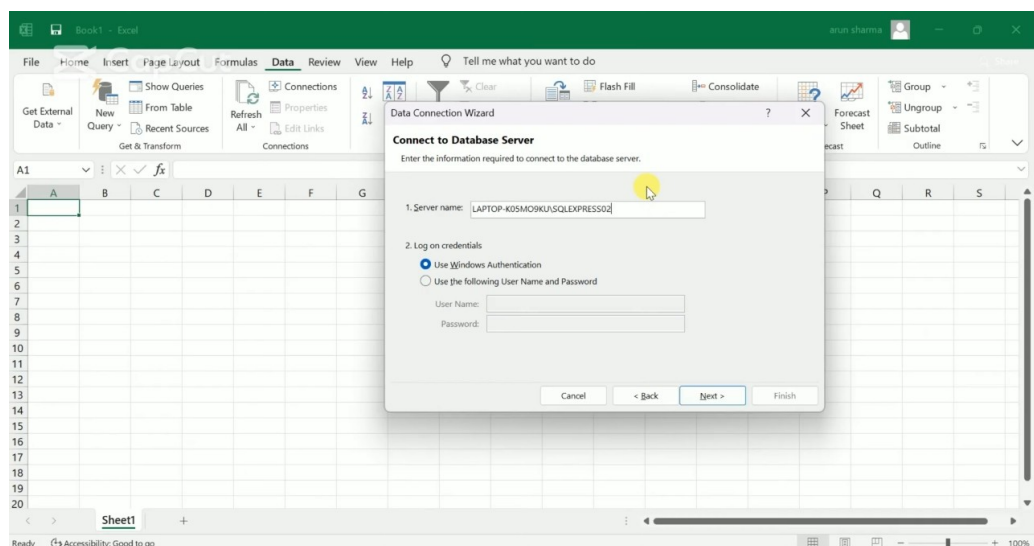 Book1 - Excel
arun sharma
CapCut
File Home Insert Page Layout Formulas Data Review View Help Tell me what you want to do
Get External Data
New Query
Show Queries
From Table
Recent Sources
Get & Transform
Refresh All
Connections
Properties
Edit Links
Connections
Clear
Flash Fill
Consolidate
Forecast Sheet
Group
Ungroup
Subtotal
Outline
Data Connection Wizard
Connect to Database Server
Enter the information required to connect to the database server.
1. Server name: LAPTOP-K05MO9KU\SQLEXPRESS02
2. Log on credentials
Use Windows Authentication
Use the following User Name and Password
User Name:
Password:
Cancel < Back Next > Finish
A1 fx
A B C D E F G Q R S
1
2
3
4
5
6
7
8
9
10
11
12
13
14
15
16
17
18
19
20
Sheet1
Ready Accessibility: Good to go 100%